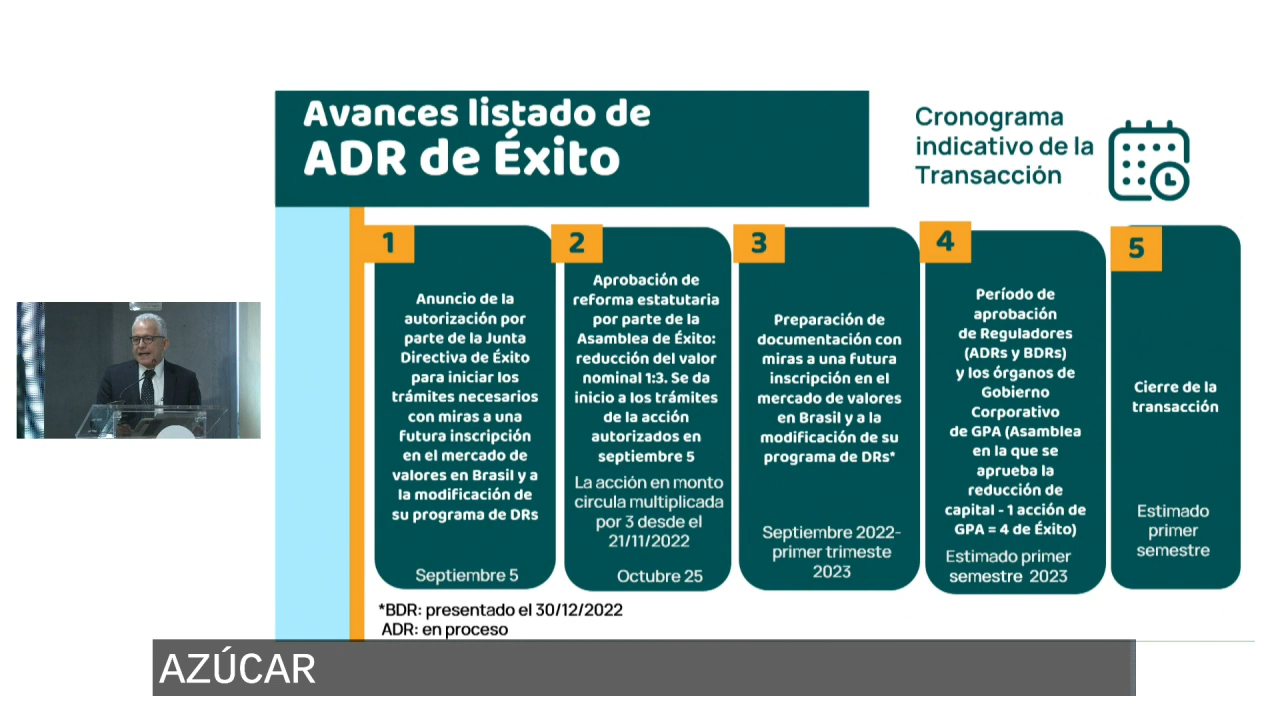 Avances listado de
ADR de Éxito
Cronograma
indicativo de la
Transacción
1
Anuncio de la
autorización por
parte de la Junta
Directiva de Éxito
para iniciar los
trámites necesarios
con miras a una
futura inscripción
en el mercado de
valores en Brasil y a
la modificación de
su programa de DRs
Septiembre 5
2
Aprobación de
reforma estatutaria
por parte de la
Asamblea de Éxito:
reducción del valor
nominal 1:3. Se da
inicio a los trámites
de la acción
autorizados en
septiembre 5
La acción en monto
circula multiplicada
por 3 desde el
21/11/2022
Octubre 25
3
Preparación de
documentación con
miras a una futura
inscripción en el
mercado de valores
en Brasil y a la
modificación de su
programa de DRs*
Septiembre 2022-
primer trimeste
2023
4
Período de
aprobación
de Reguladores
(ADRs y BDRs)
y los órganos de
Gobierno
Corporativo
de GPA (Asamblea
en la que se
aprueba la
reducción de
capital - 1 acción de
GPA = 4 de Éxito)
Estimado primer
semestre 2023
5
Cierre de la
transacción
Estimado
primer
semestre
*BDR: presentado el 30/12/2022
ADR: en proceso
AZÚCAR